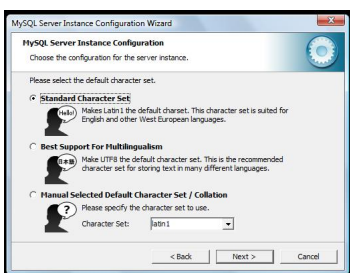 MySQL Server Instance Configuration Wizard
MySQL Server Instance Configuration
Choose the configuration for the server instance.
Please select the default character set.
Standard Character Set
Hello!
Makes Latin1 the default charset. This character set is suited for
English and other West European languages.
Best Support For Multilingualism
日本語
Make UTF8 the default character set. This is the recommended
character set for storing text in many different languages.
Manual Selected Default Character Set / Collation
?
Please specify the character set to use.
Character Set: latin1
< Back Next > Cancel